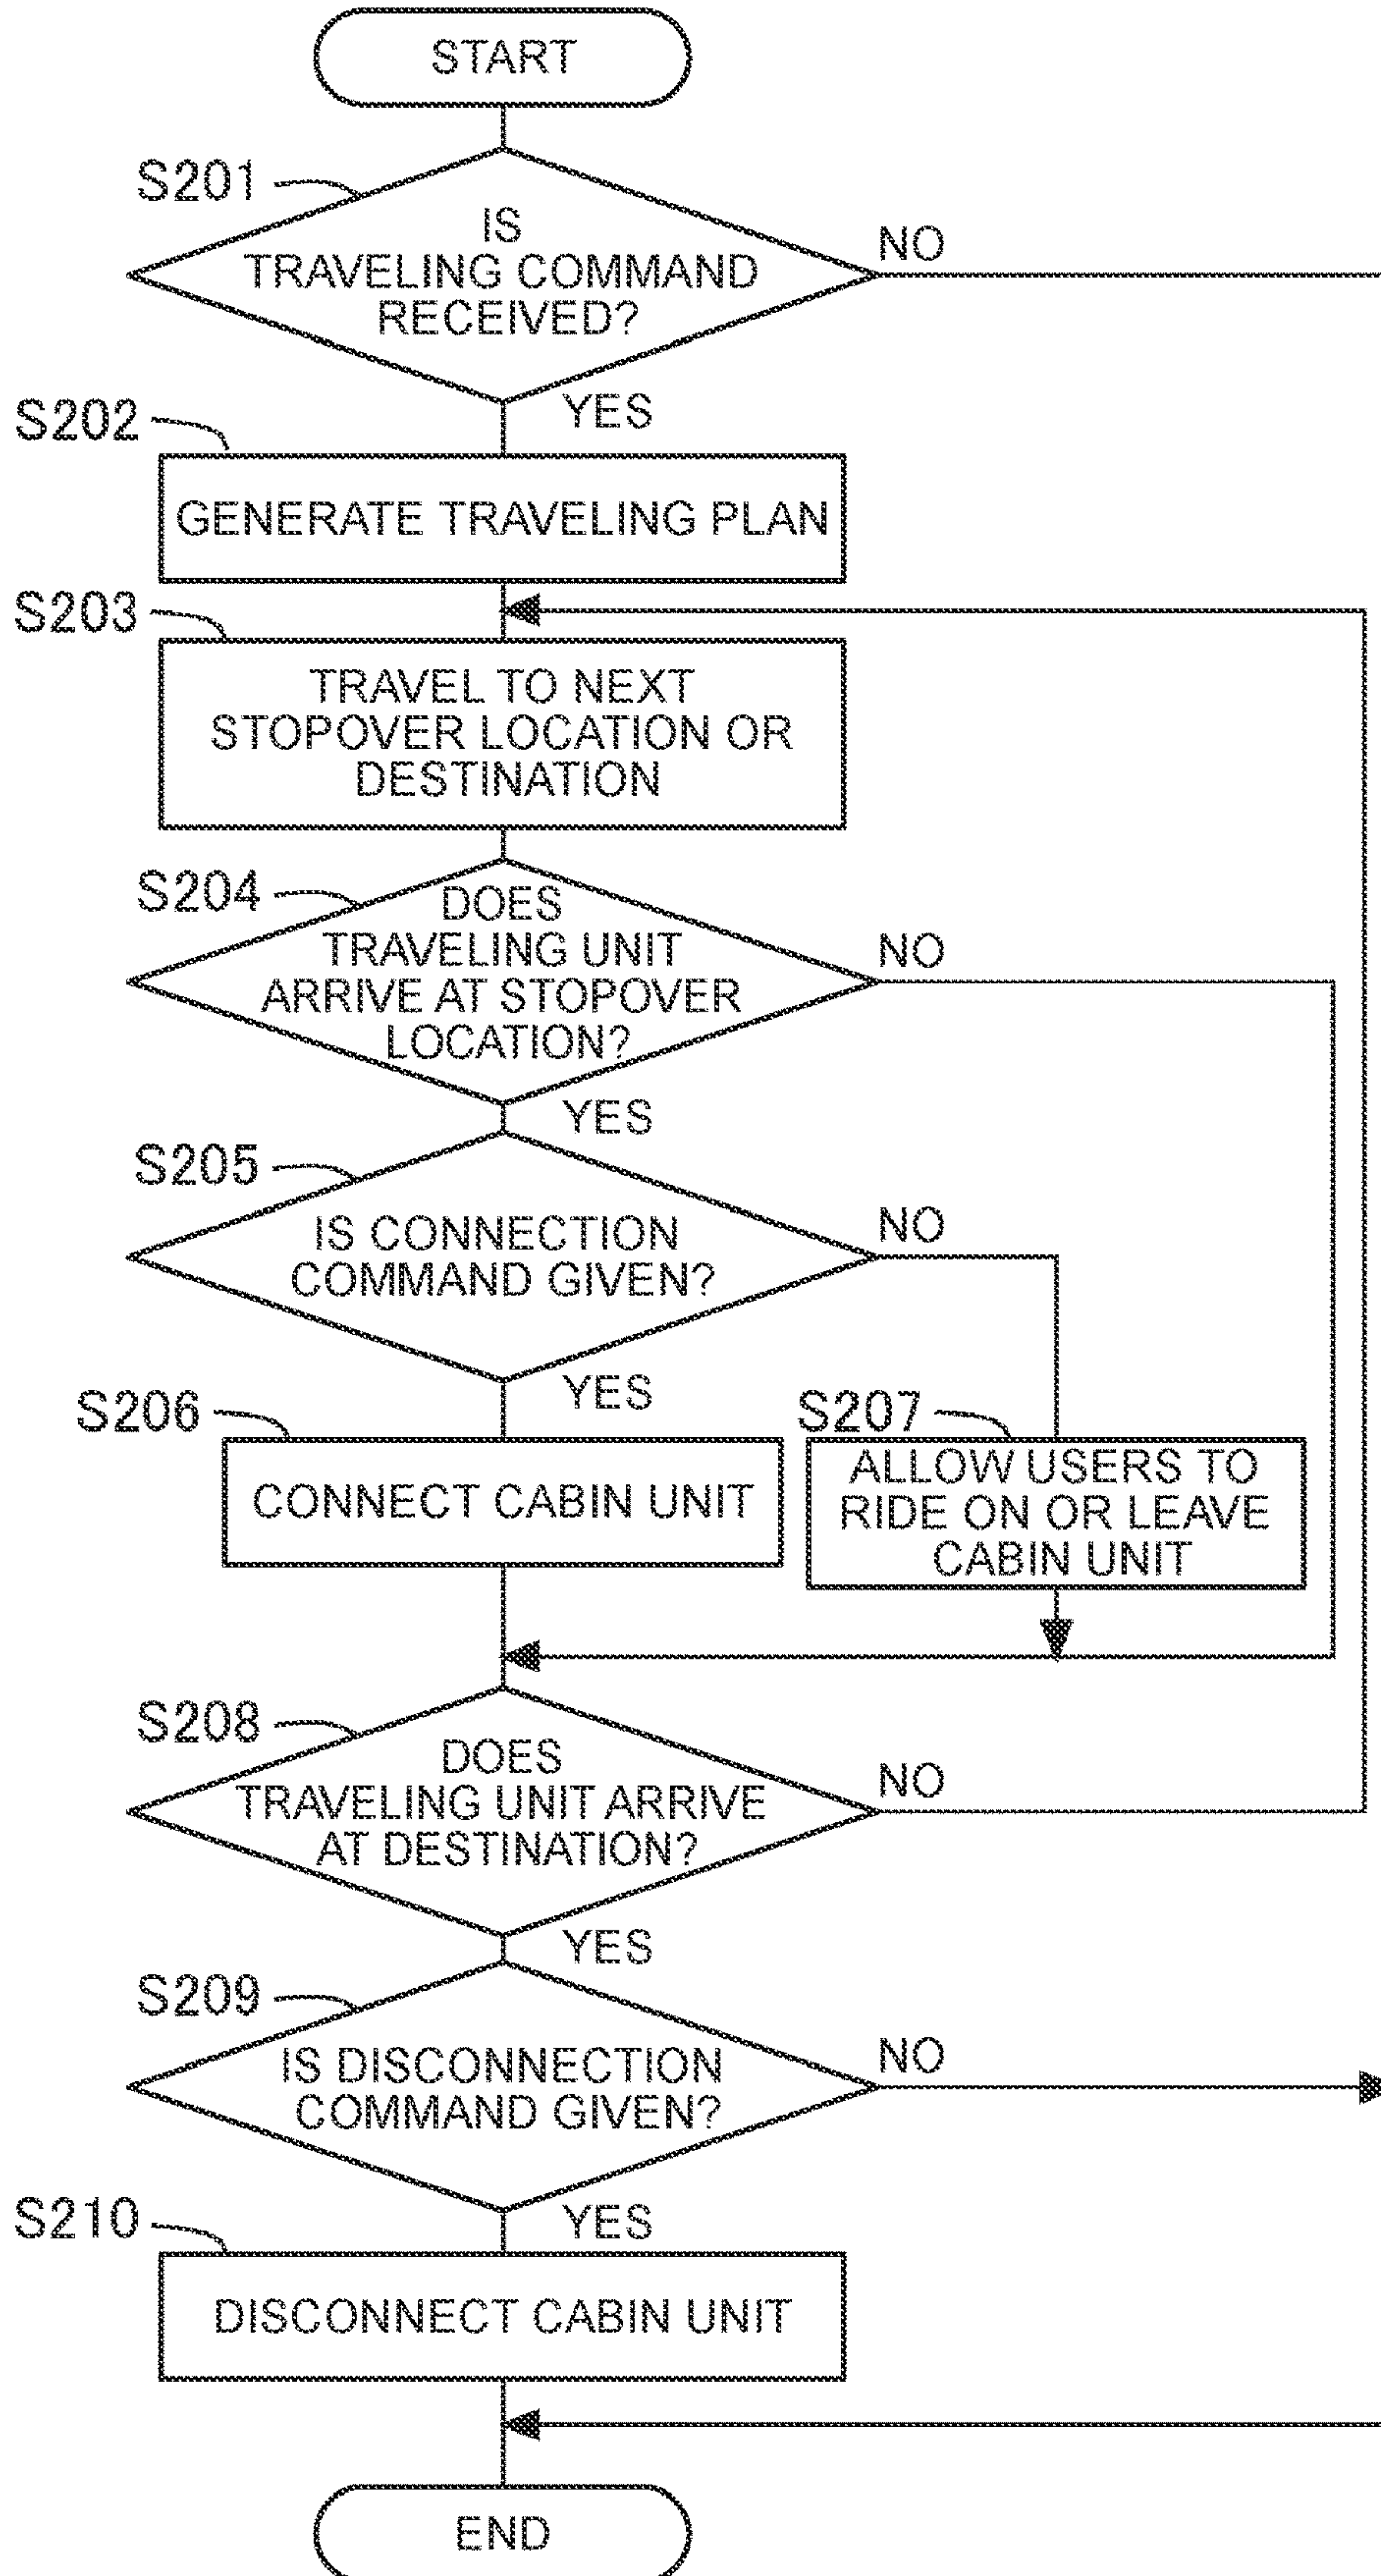 START
S201
IS
TRAVELING COMMAND
RECEIVED?
NO
YES
S202
GENERATE TRAVELING PLAN
S203
TRAVEL TO NEXT
STOPOVER LOCATION OR
DESTINATION
S204
DOES
TRAVELING UNIT
ARRIVE AT STOPOVER
LOCATION?
NO
YES
S205
IS CONNECTION
COMMAND GIVEN?
NO
YES
S206
CONNECT CABIN UNIT
S207
ALLOW USERS TO
RIDE ON OR LEAVE
CABIN UNIT
S208
DOES
TRAVELING UNIT ARRIVE
AT DESTINATION?
NO
YES
S209
IS DISCONNECTION
COMMAND GIVEN?
NO
YES
S210
DISCONNECT CABIN UNIT
END